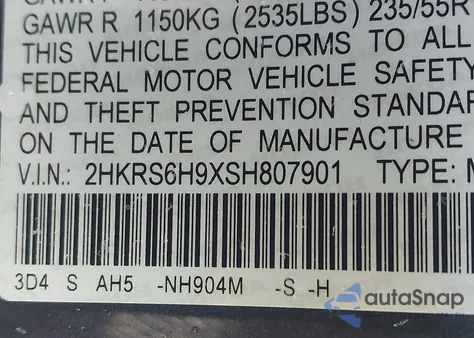 GAWR R 1150KG (2535LBS) 235/55R
THIS VEHICLE CONFORMS TO ALL
FEDERAL MOTOR VEHICLE SAFETY
AND THEFT PREVENTION STANDAR
ON THE DATE OF MANUFACTURE
V.I.N.: 2HKRS6H9XSH807901 TYPE: M
3D4 S AH5 -NH904M -S -H
autoSnap